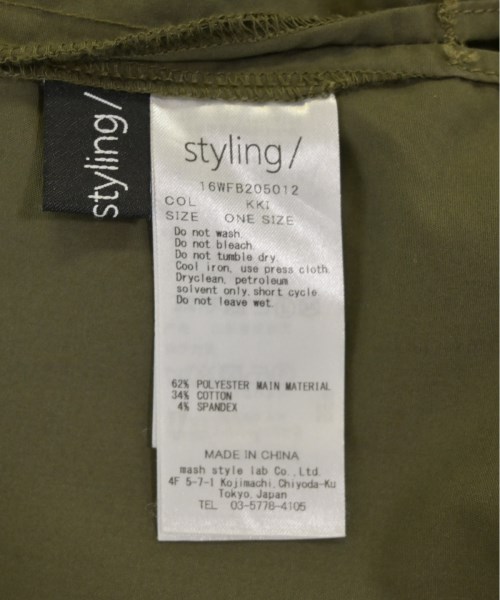 styling/
styling/
16WFB205012
COL KKI
SIZE ONE SIZE
Do not wash.
Do not bleach.
Do not tumble dry.
Cool iron, use press cloth.
Dryclean, petroleum
solvent only, short cycle
Do not leave wet.
62% POLYESTER MAIN MATERIAL
34% COTTON
4% SPANDEX
MADE IN CHINA
mash style lab Co., Ltd.
4F 5-7-1 Kojimachi, Chiyoda-Ku
Tokyo, Japan
TEL 03-5778-4105